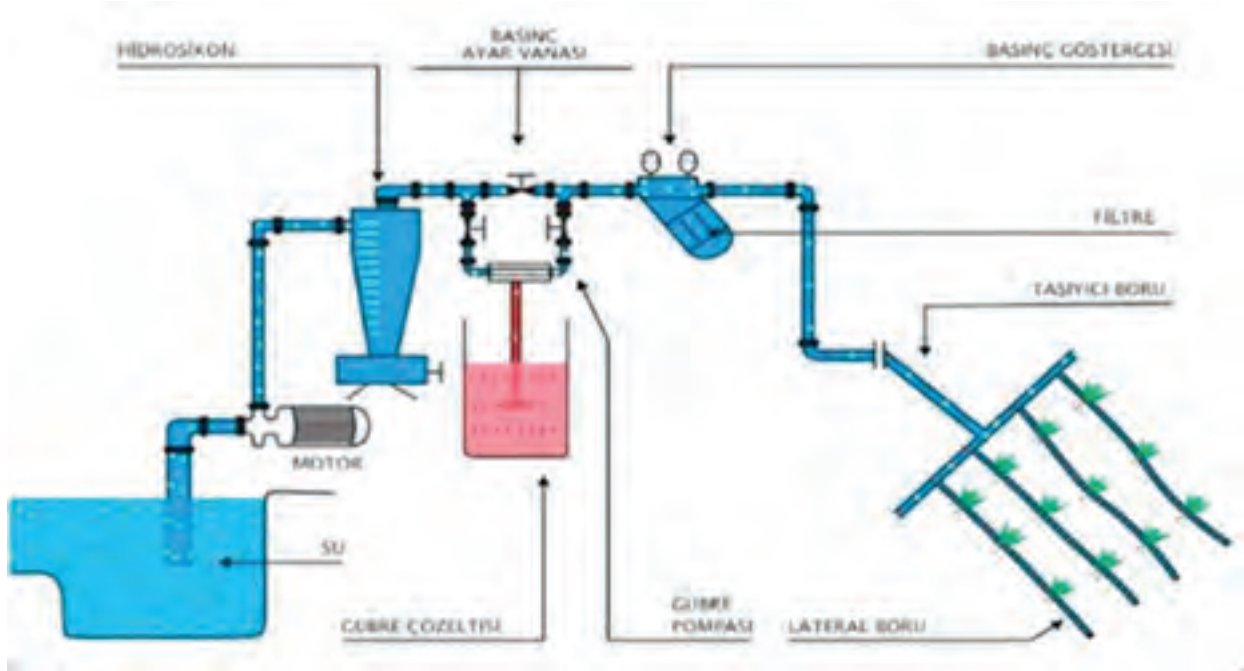 HİDROSİKON
BASINÇ
AYAR VANASI
BASINÇ GÖSTERGESİ
FİLTRE
TAŞIYICI BORU
MOTOR
SU
GÜBRE ÇÖZELTİSİ
GÜBRE
POMPASI
LATERAL BORU